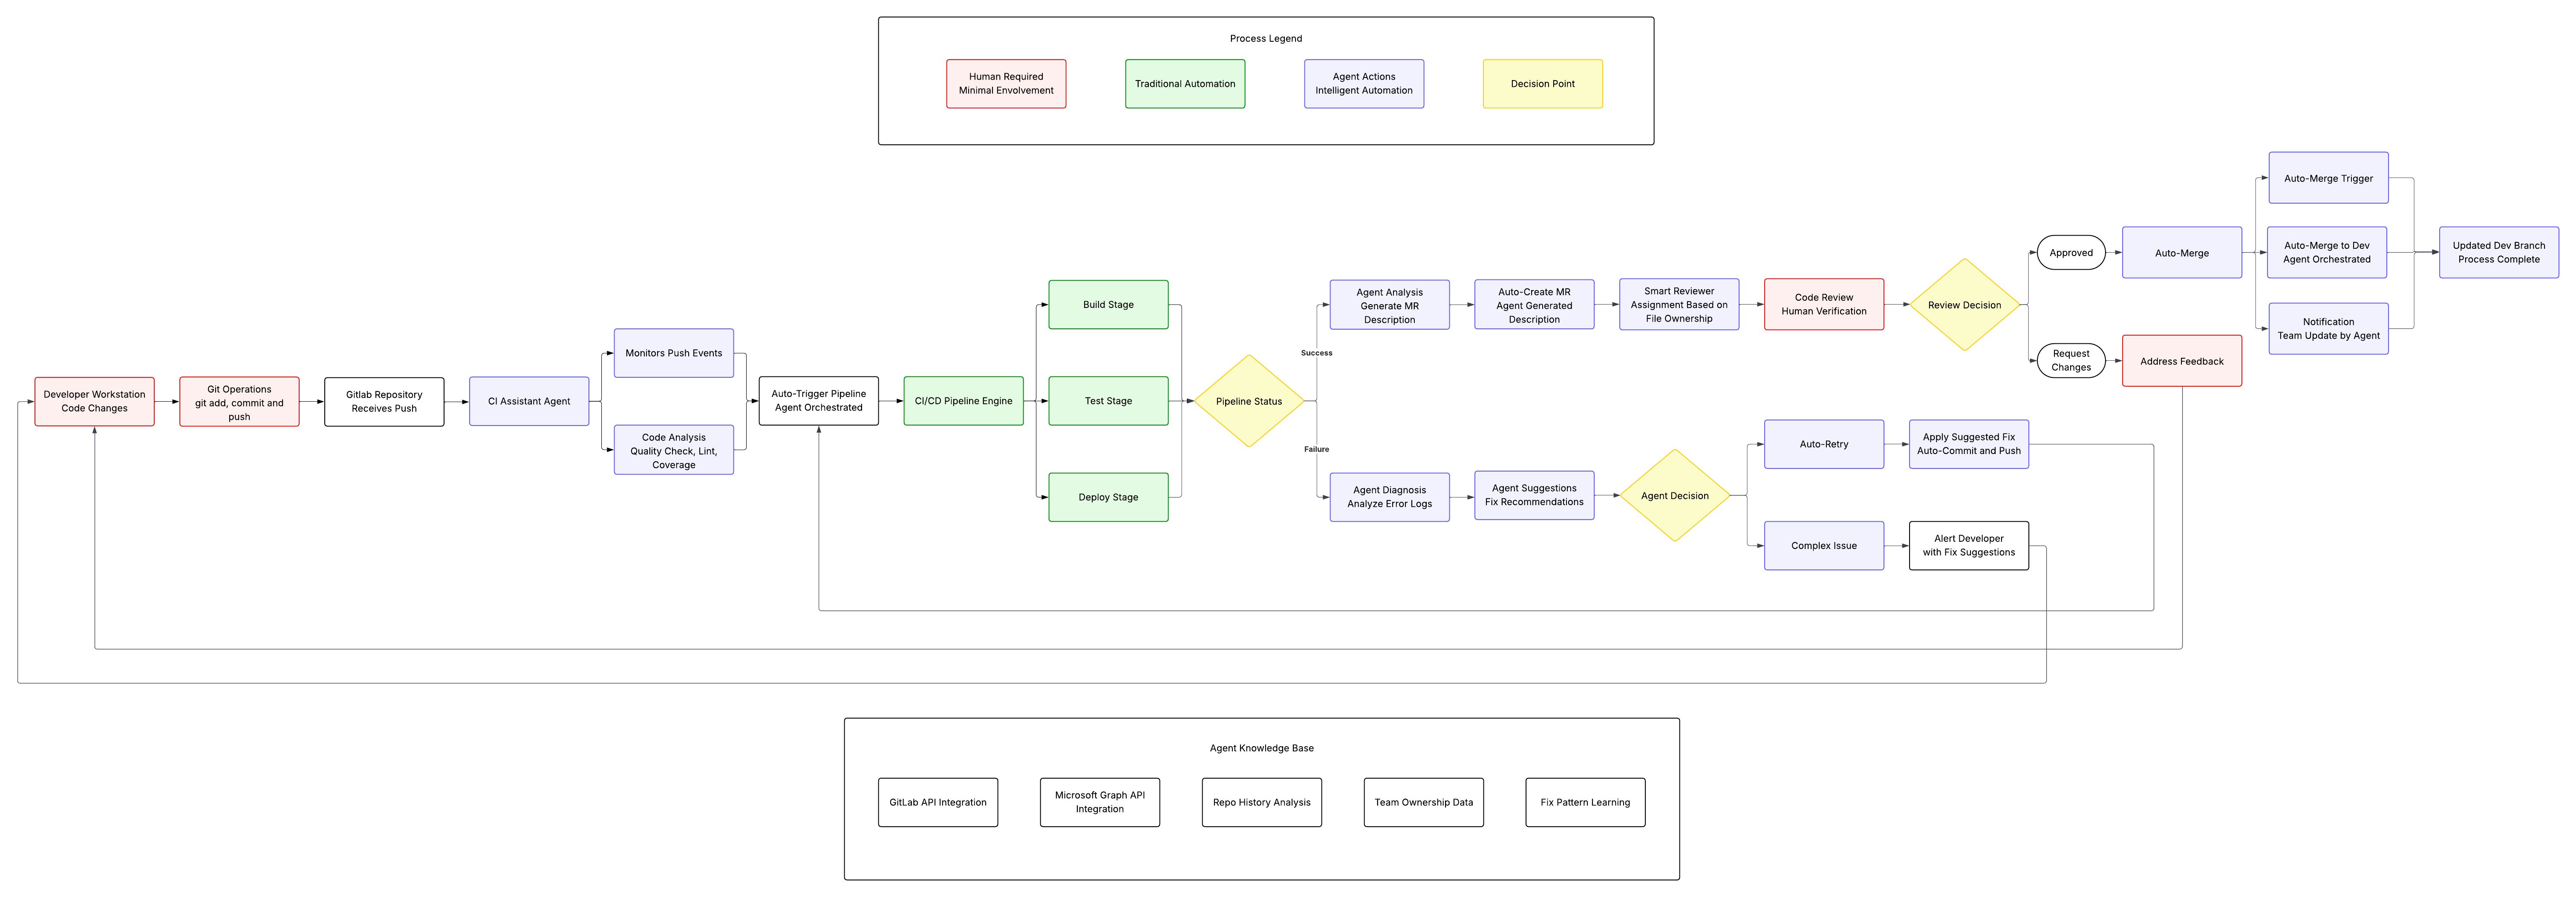 Process Legend
Human Required
Minimal Envolvement
Traditional Automation
Agent Actions
Intelligent Automation
Decision Point
Developer Workstation
Code Changes
Git Operations
git add, commit and
push
Gitlab Repository
Receives Push
CI Assistant Agent
Monitors Push Events
Code Analysis
Quality Check, Lint,
Coverage
Auto-Trigger Pipeline
Agent Orchestrated
CI/CD Pipeline Engine
Build Stage
Test Stage
Deploy Stage
Pipeline Status
Success
Failure
Agent Analysis
Generate MR
Description
Auto-Create MR
Agent Generated
Description
Smart Reviewer
Assignment Based on
File Ownership
Code Review
Human Verification
Review Decision
Approved
Request
Changes
Auto-Merge
Address Feedback
Auto-Merge Trigger
Auto-Merge to Dev
Agent Orchestrated
Notification
Team Update by Agent
Updated Dev Branch
Process Complete
Agent Diagnosis
Analyze Error Logs
Agent Suggestions
Fix Recommendations
Agent Decision
Auto-Retry
Apply Suggested Fix
Auto-Commit and Push
Complex Issue
Alert Developer
with Fix Suggestions
Agent Knowledge Base
GitLab API Integration
Microsoft Graph API
Integration
Repo History Analysis
Team Ownership Data
Fix Pattern Learning